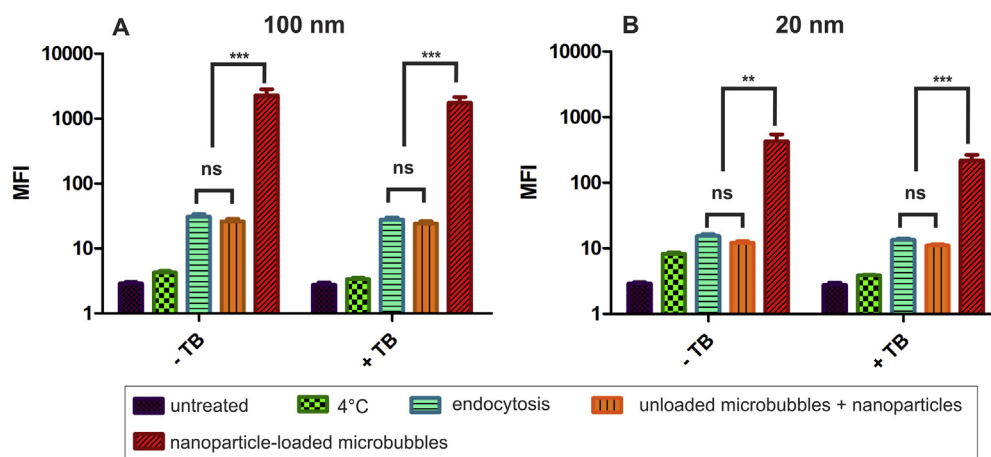 A 100 nm
B 20 nm
10000
1000
100
10
1
MFI
***
ns
***
ns
- TB
+ TB
10000
1000
100
10
1
MFI
**
ns
***
ns
- TB
+ TB
untreated 4°C endocytosis unloaded microbubbles + nanoparticles
nanoparticle-loaded microbubbles